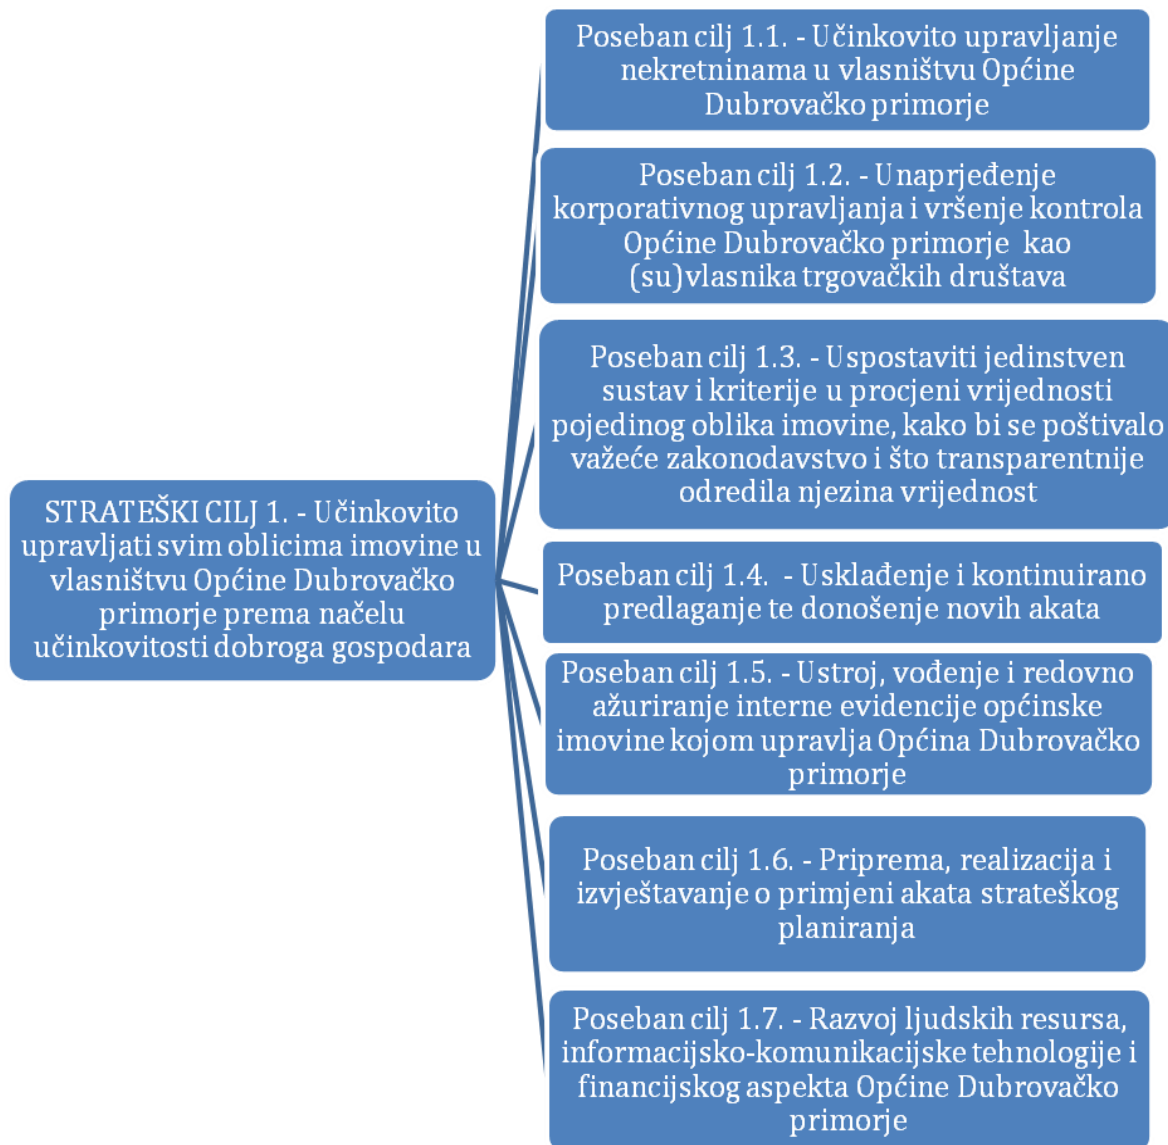 STRATEŠKI CILJ 1. - Učinkovito
upravljati svim oblicima imovine u
vlasništvu Općine Dubrovačko
primorje prema načelu
učinkovitosti dobroga gospodara
Poseban cilj 1.1. - Učinkovito upravljanje
nekretninama u vlasništvu Općine
Dubrovačko primorje
Poseban cilj 1.2. - Unaprjeđenje
korporativnog upravljanja i vršenje kontrola
Općine Dubrovačko primorje kao
(su)vlasnika trgovačkih društava
Poseban cilj 1.3. - Uspostaviti jedinstven
sustav i kriterije u procjeni vrijednosti
pojedinog oblika imovine, kako bi se poštivalo
važeće zakonodavstvo i što transparentnije
odredila njezina vrijednost
Poseban cilj 1.4. - Usklađenje i kontinuirano
predlaganje te donošenje novih akata
Poseban cilj 1.5. - Ustroj, vođenje i redovno
ažuriranje interne evidencije općinske
imovine kojom upravlja Općina Dubrovačko
primorje
Poseban cilj 1.6. - Priprema, realizacija i
izvještavanje o primjeni akata strateškog
planiranja
Poseban cilj 1.7. - Razvoj ljudskih resursa,
informacijsko-komunikacijske tehnologije i
financijskog aspekta Općine Dubrovačko
primorje